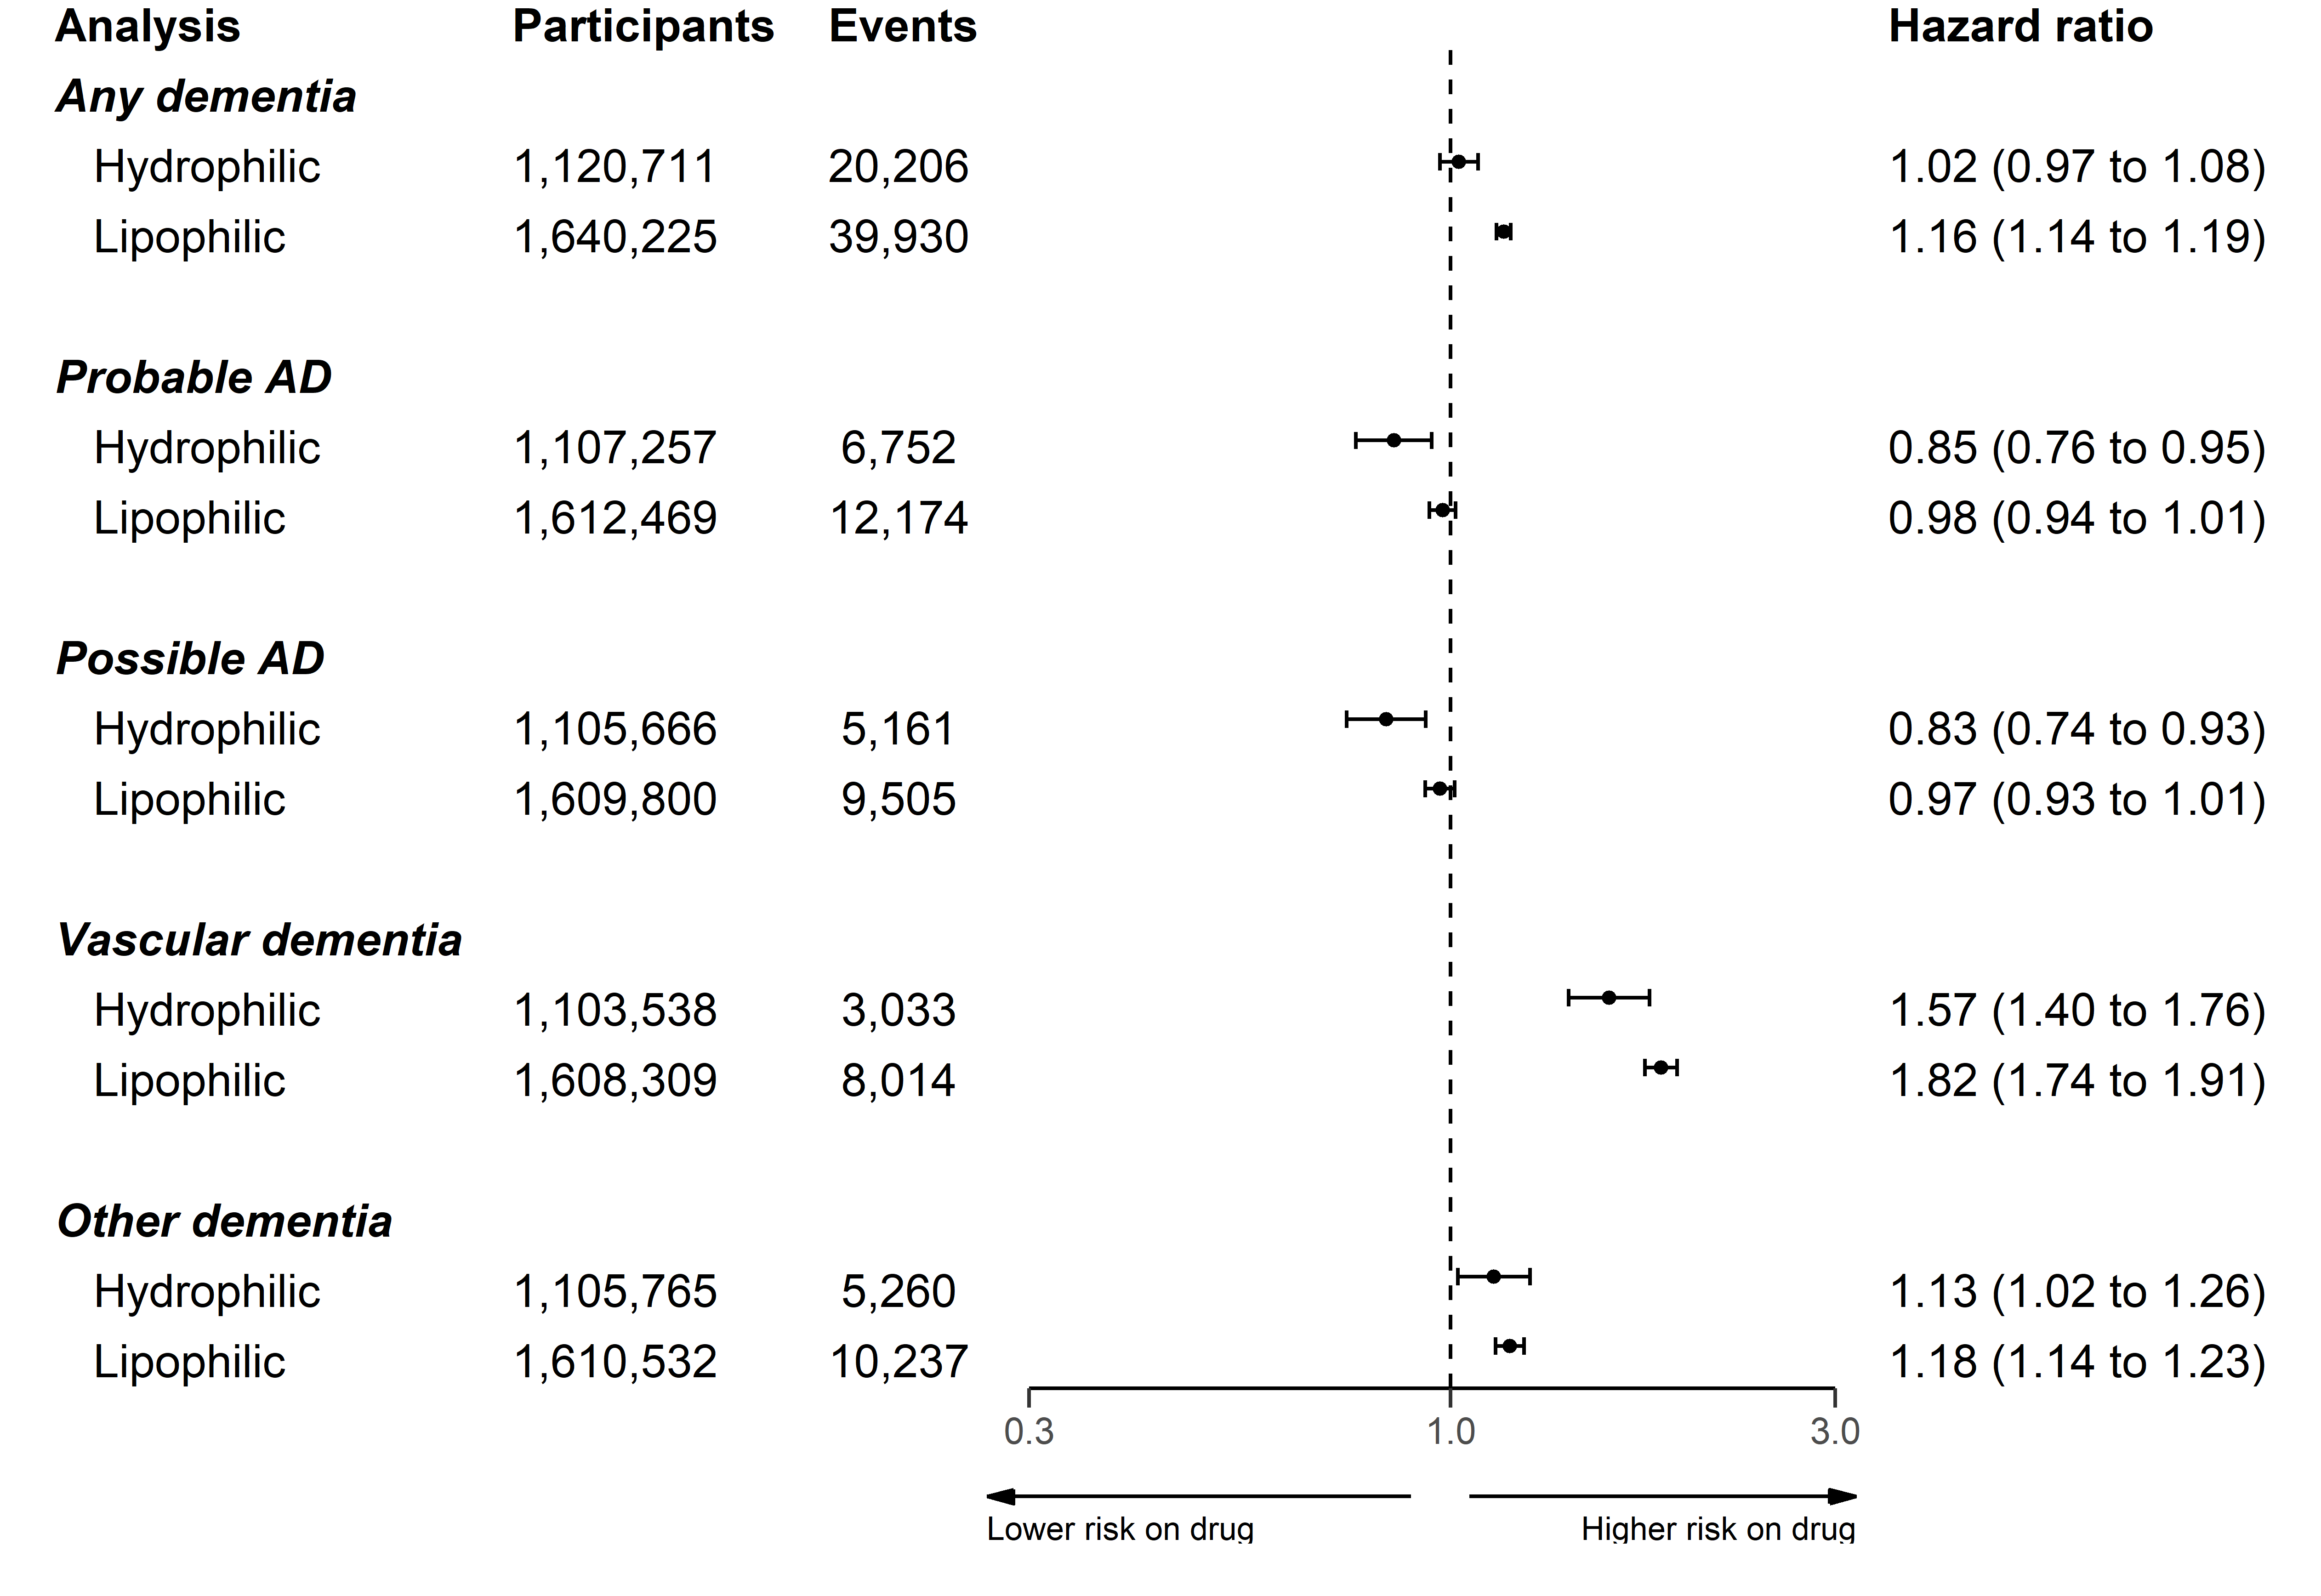 Analysis Participants Events Hazard ratio
Any dementia
Hydrophilic 1,120,711 20,206 1.02 (0.97 to 1.08)
Lipophilic 1,640,225 39,930 1.16 (1.14 to 1.19)
Probable AD
Hydrophilic 1,107,257 6,752 0.85 (0.76 to 0.95)
Lipophilic 1,612,469 12,174 0.98 (0.94 to 1.01)
Possible AD
Hydrophilic 1,105,666 5,161 0.83 (0.74 to 0.93)
Lipophilic 1,609,800 9,505 0.97 (0.93 to 1.01)
Vascular dementia
Hydrophilic 1,103,538 3,033 1.57 (1.40 to 1.76)
Lipophilic 1,608,309 8,014 1.82 (1.74 to 1.91)
Other dementia
Hydrophilic 1,105,765 5,260 1.13 (1.02 to 1.26)
Lipophilic 1,610,532 10,237 1.18 (1.14 to 1.23)
0.3 1.0 3.0
Lower risk on drug Higher risk on drug